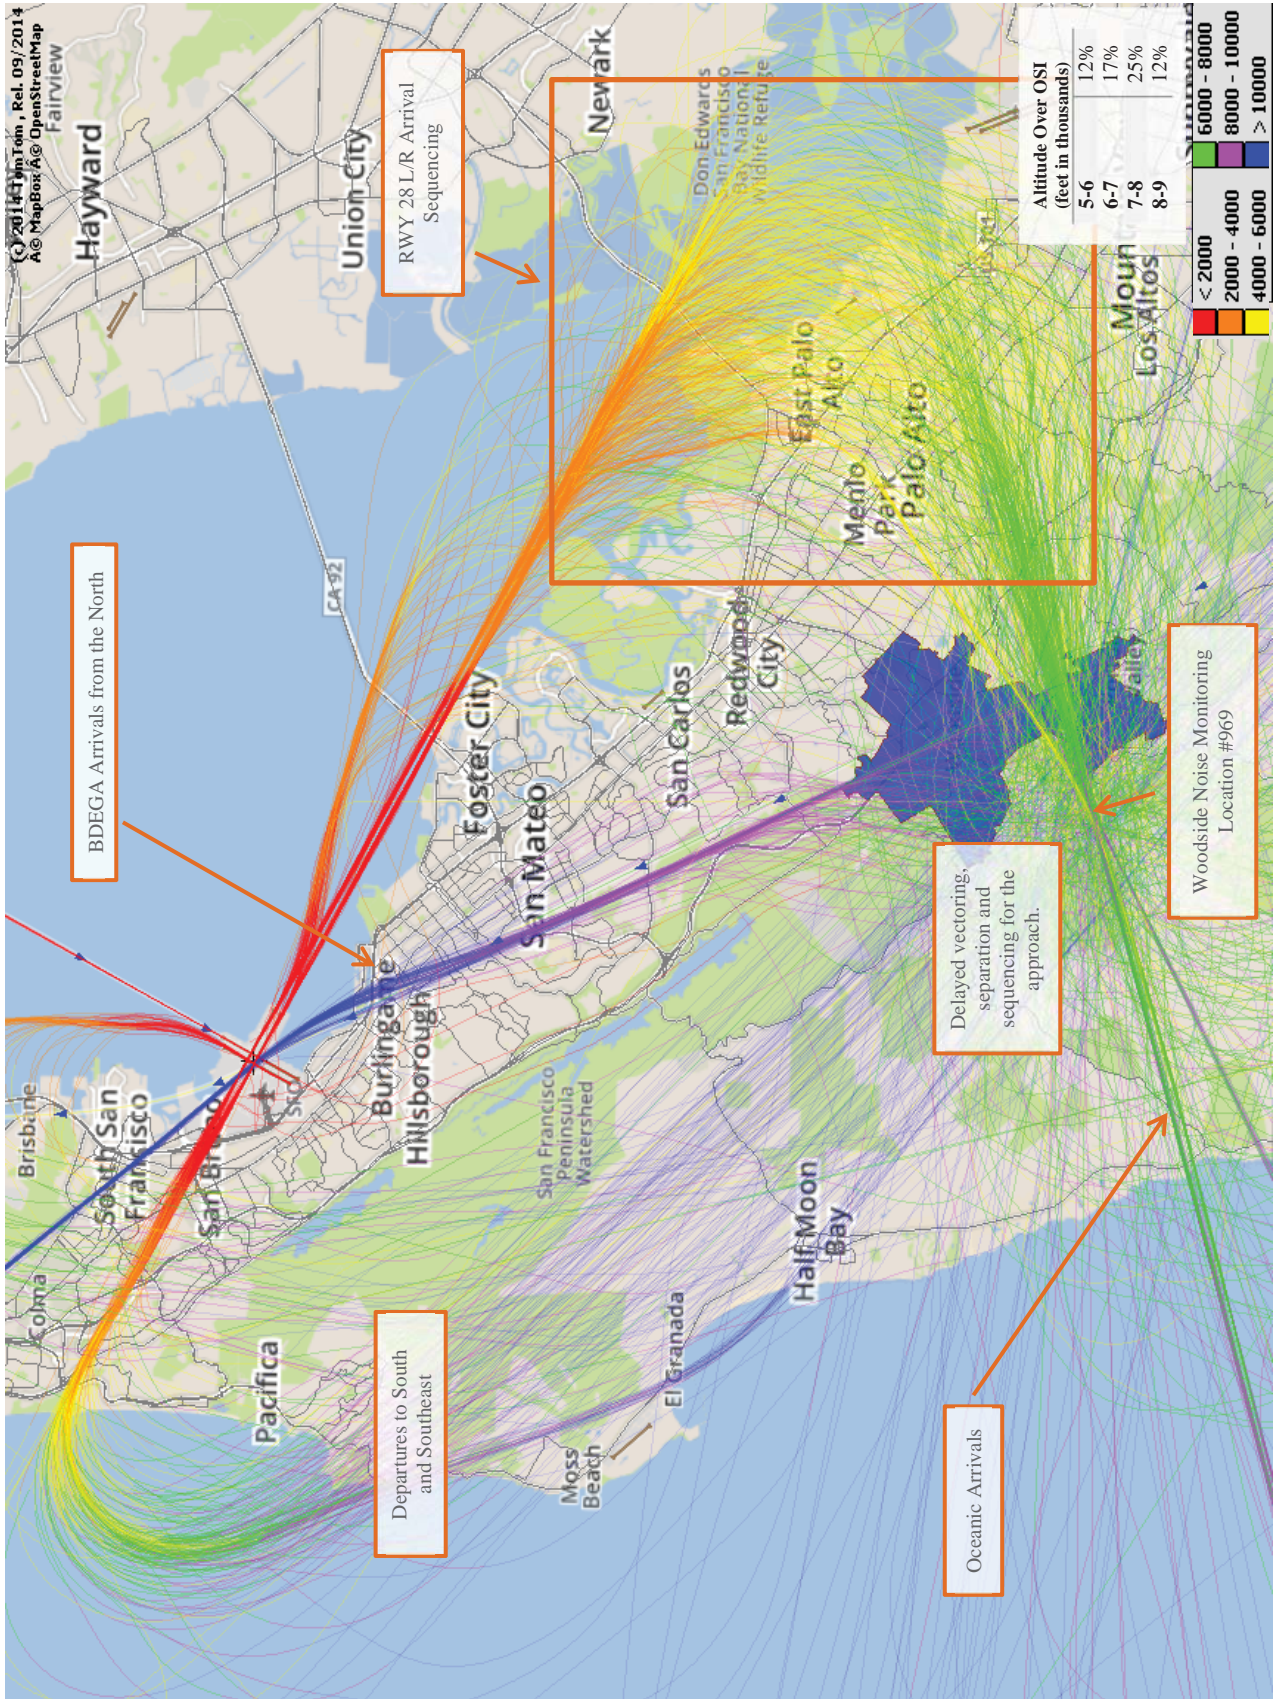 (c) 2014 TomTom , Rel. 09/2014
Â© MapBox Â© OpenStreetMap
Fairview
Hayward
Union City
Newark
RWY 28 L/R Arrival
Sequencing
Don Edwards
San Francisco
Bay National
Wildlife Refuge
BDEGA Arrivals from the North
CA 92
Foster City
San Mateo
San Carlos
Redwood
City
Menlo
Park
Palo Alto
East Palo
Alto
US 101
Moun
Los Altos
Valley
Brisbane
South San
Francisco
San Bruno
SFO
Burlingame
Hillsborough
Colma
Pacifica
San Francisco
Peninsula
Watershed
Half Moon
Bay
El Granada
Moss
Beach
Departures to South
and Southeast
Oceanic Arrivals
Delayed vectoring,
separation and
sequencing for the
approach.
Woodside Noise Monitoring
Location #969
Altitude Over OSI
(feet in thousands)
5-6 12%
6-7 17%
7-8 25%
8-9 12%
< 2000 6000 - 8000
2000 - 4000 8000 - 10000
4000 - 6000 > 10000